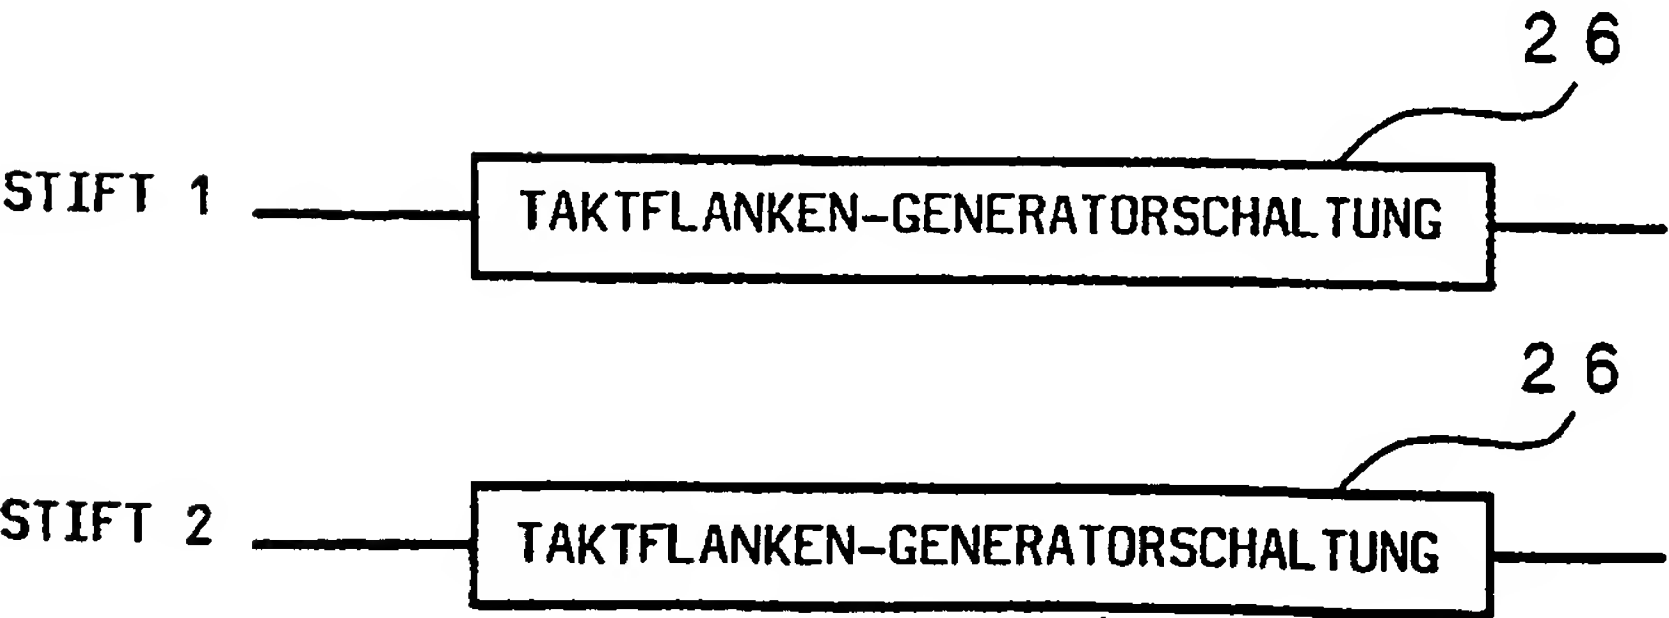 26
STIFT 1 TAKTFLANKEN-GENERATORSCHALTUNG
26
STIFT 2 TAKTFLANKEN-GENERATORSCHALTUNG